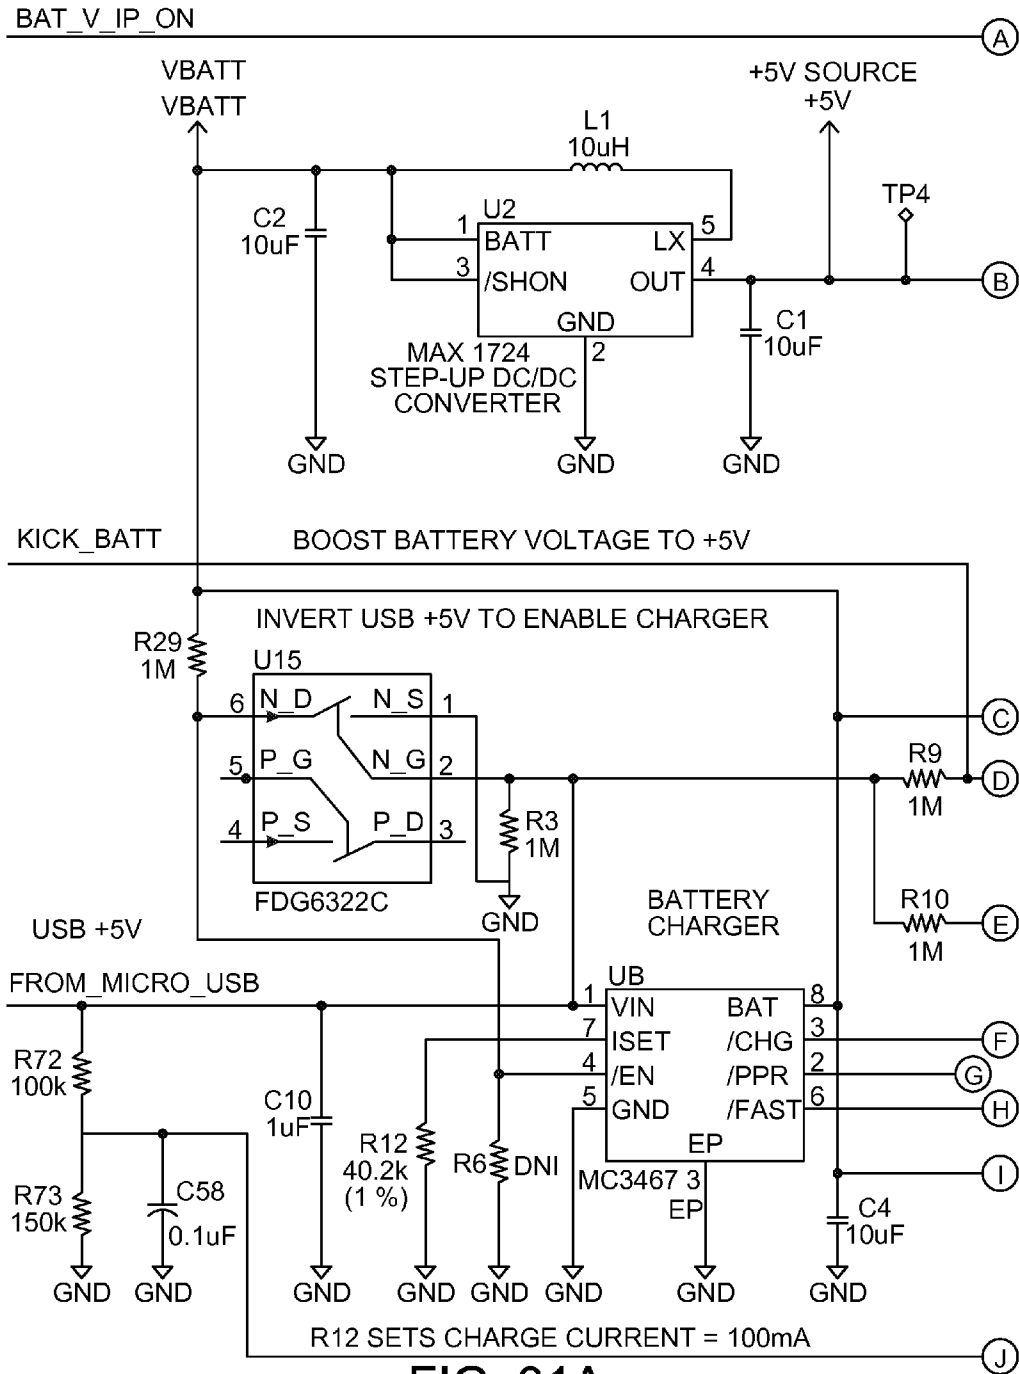 BAT_V_IP_ON
A
VBATT
VBATT
+5V SOURCE
+5V
L1
10uH
TP4
C2
10uF
U2
1 BATT LX 5
3 /SHON OUT 4
B
GND
2
C1
10uF
MAX 1724
STEP-UP DC/DC
CONVERTER
GND GND GND
KICK_BATT BOOST BATTERY VOLTAGE TO +5V
INVERT USB +5V TO ENABLE CHARGER
R29
1M
U15
6 N_D N_S 1
C
5 P_G N_G 2
R9
1M
D
4 P_S P_D 3
R3
1M
FDG6322C
GND
BATTERY
CHARGER
R10
1M
E
USB +5V
FROM_MICRO_USB
UB
1 VIN BAT 8
7 ISET /CHG 3
F
4 /EN /PPR 2
G
5 GND /FAST 6
H
EP
R72
100k
C10
1uF
R12
40.2k
(1 %)
R6 DNI
MC3467 3
EP
I
R73
150k
C58
0.1uF
C4
10uF
GND GND GND GND GND GND GND GND
R12 SETS CHARGE CURRENT = 100mA
J